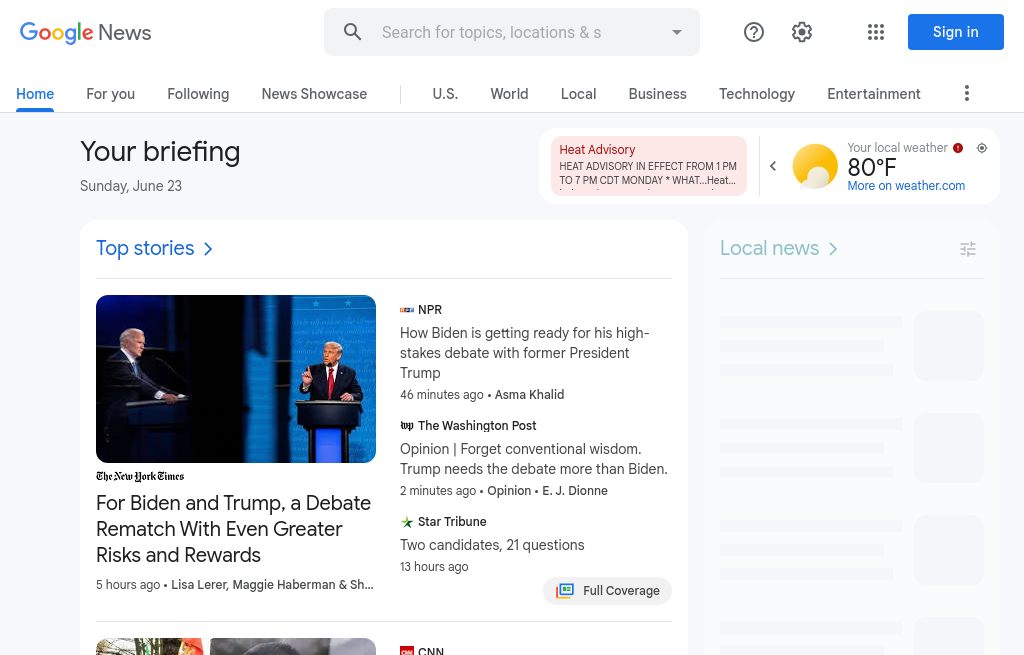 Google News
Search for topics, locations & s
Sign in
Home
For you
Following
News Showcase
U.S.
World
Local
Business
Technology
Entertainment
Your briefing
Sunday, June 23
Heat Advisory
HEAT ADVISORY IN EFFECT FROM 1 PM
TO 7 PM CDT MONDAY * WHAT...Heat...
Your local weather
80°F
More on weather.com
Top stories
Local news
The New York Times
For Biden and Trump, a Debate
Rematch With Even Greater
Risks and Rewards
5 hours ago • Lisa Lerer, Maggie Haberman & Sh...
NPR
How Biden is getting ready for his high-
stakes debate with former President
Trump
46 minutes ago • Asma Khalid
The Washington Post
Opinion | Forget conventional wisdom.
Trump needs the debate more than Biden.
2 minutes ago • Opinion • E. J. Dionne
Star Tribune
Two candidates, 21 questions
13 hours ago
Full Coverage
CNN